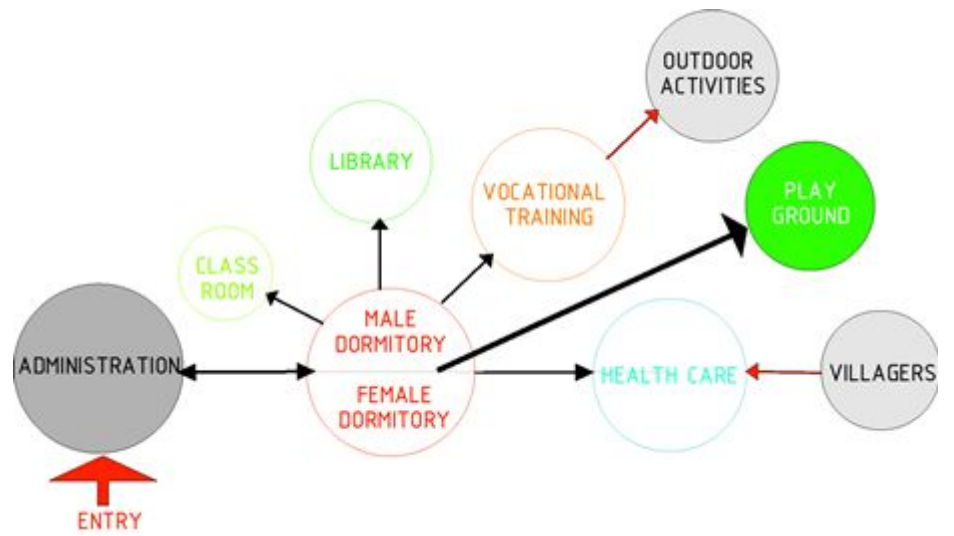 OUTDOOR
ACTIVITIES
LIBRARY
VOCATIONAL
TRAINING
PLAY
GROUND
CLASS
ROOM
MALE
DORMITORY
ADMINISTRATION
HEALTH CARE
VILLAGERS
FEMALE
DORMITORY
ENTRY